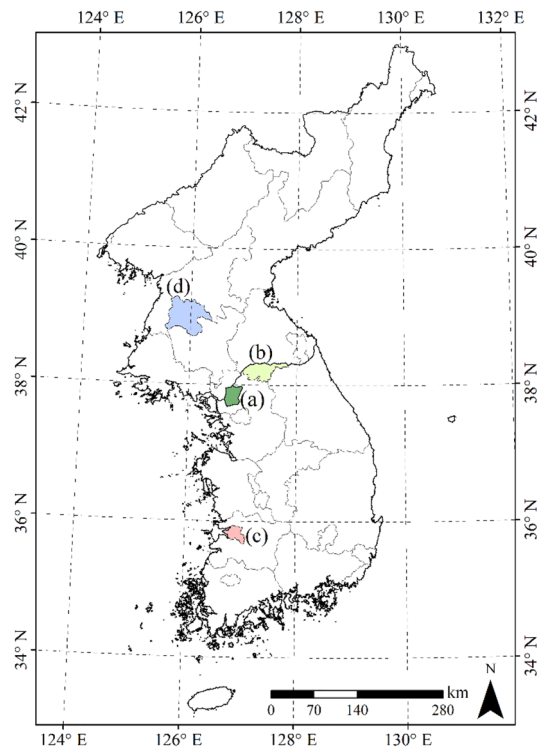 124° E 126° E 128° E 130° E 132° E
42° N 42° N
40° N 40° N
(d)
(b)
38° N 38° N
(a)
36° N 36° N
(c)
34° N 34° N
N
km
0 70 140 280
124° E 126° E 128° E 130° E